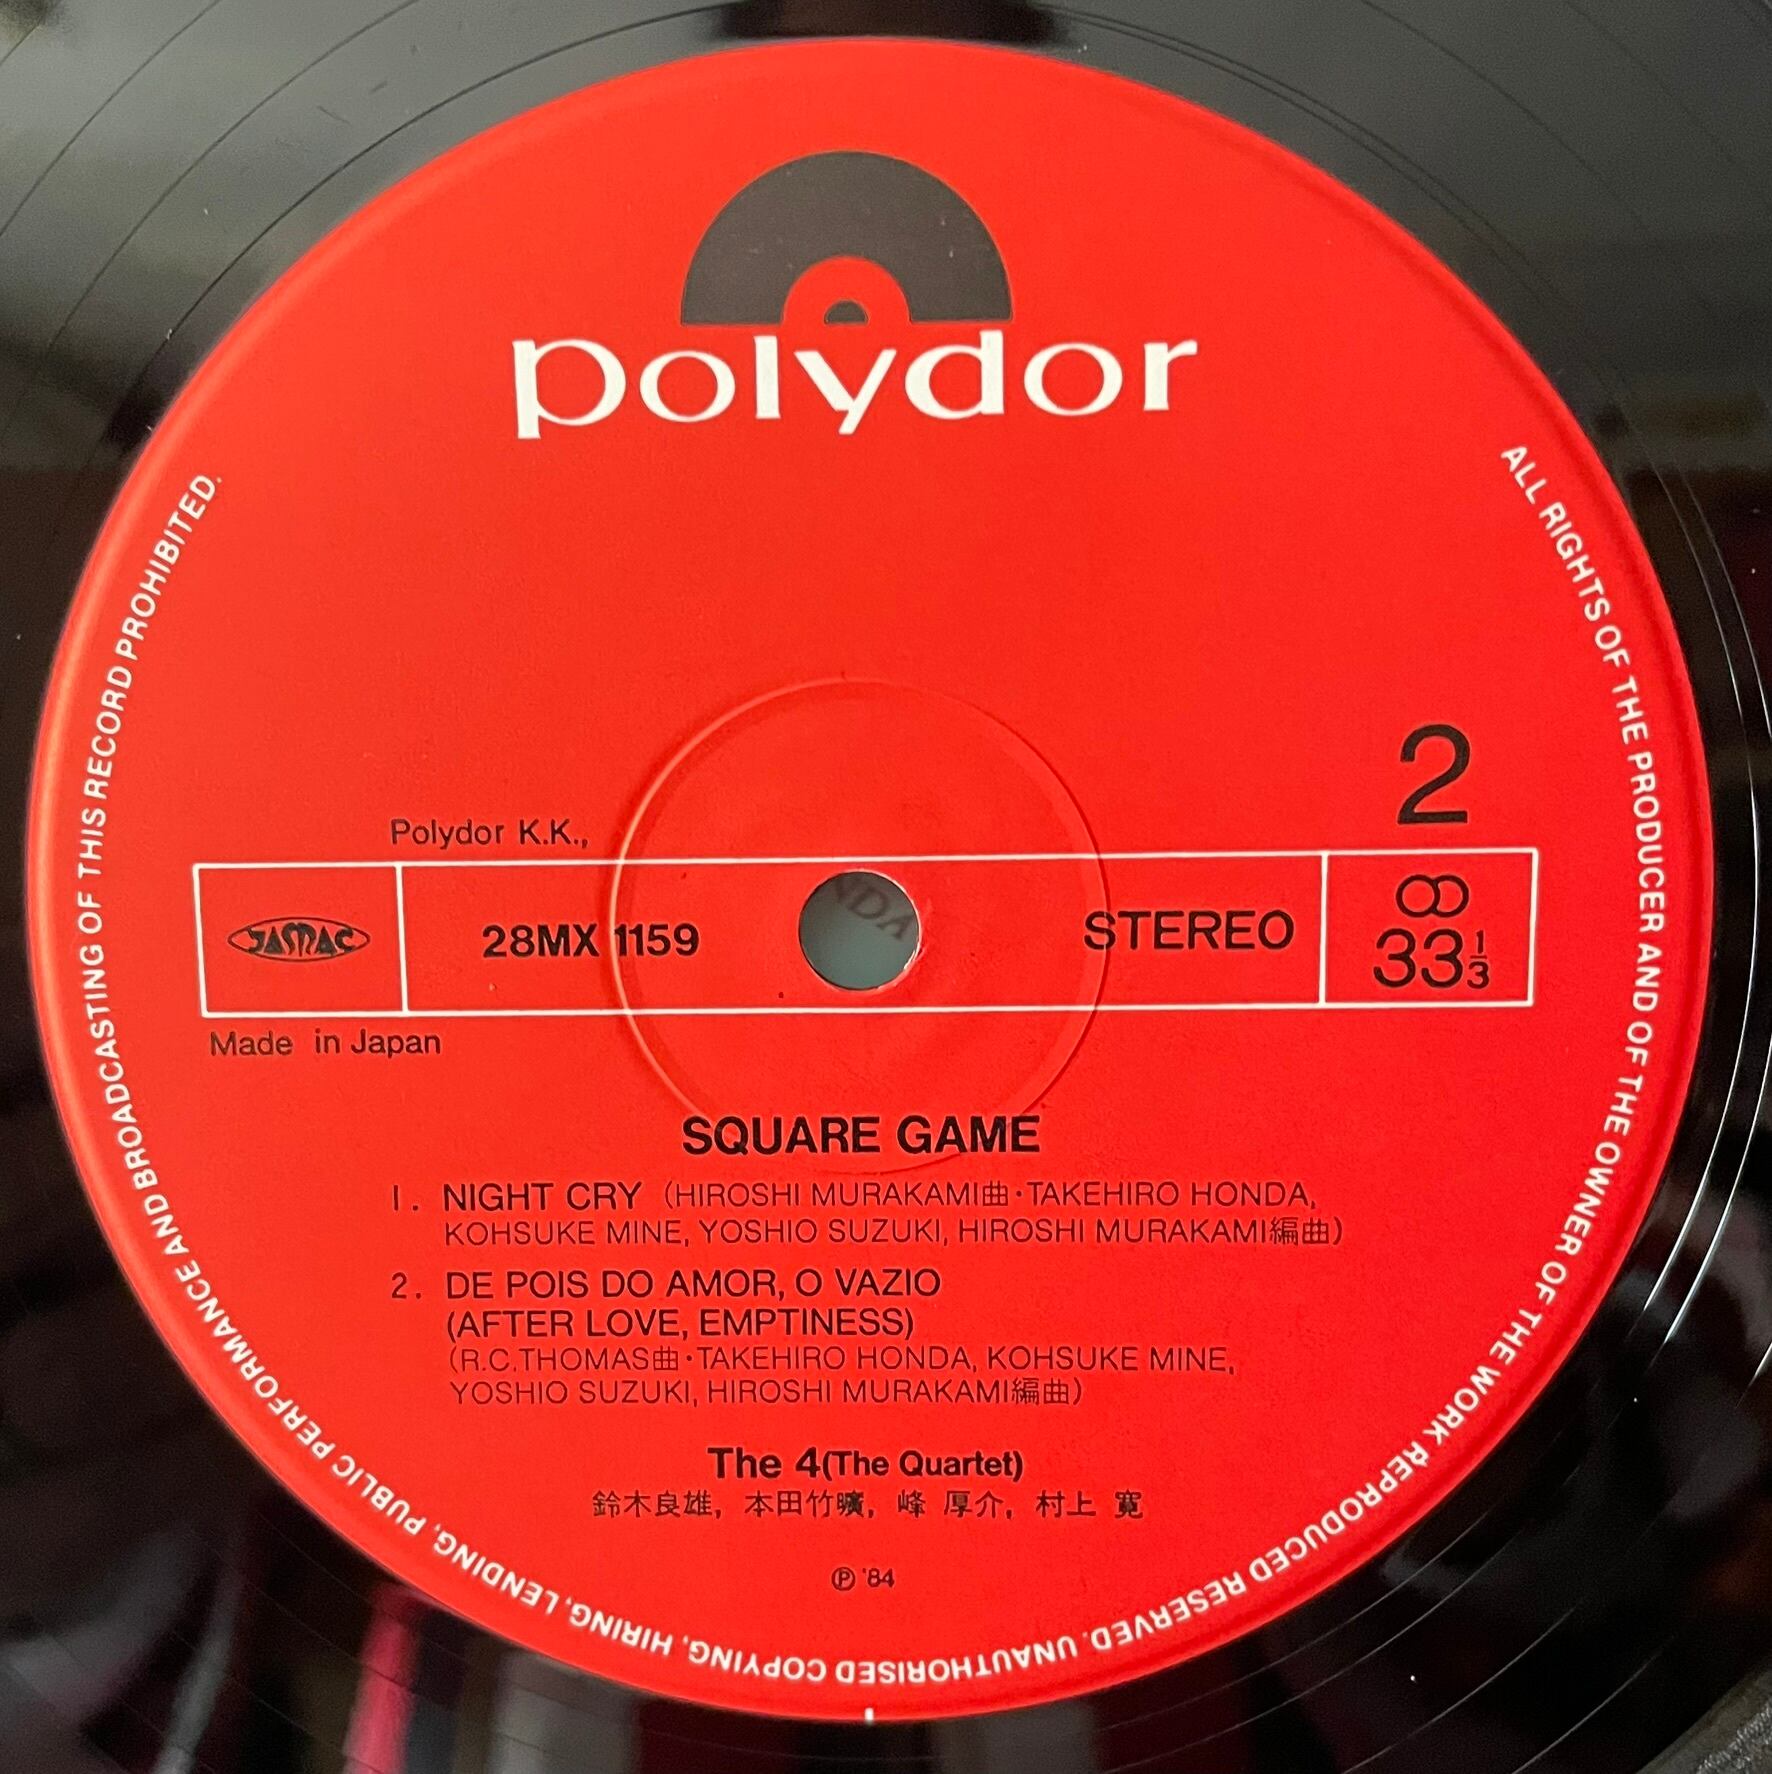 polydor
2
Polydor K.K.,
JASRAC
28MX 1159
NDA
STEREO
33⅓
Made in Japan
SQUARE GAME
1. NIGHT CRY (HIROSHI MURAKAMI曲・TAKEHIRO HONDA,
KOHSUKE MINE, YOSHIO SUZUKI, HIROSHI MURAKAMI編曲)
2. DE POIS DO AMOR, O VAZIO
(AFTER LOVE, EMPTINESS)
(R.C.THOMAS曲・TAKEHIRO HONDA, KOHSUKE MINE,
YOSHIO SUZUKI, HIROSHI MURAKAMI編曲)
The 4(The Quartet)
鈴木良雄, 本田竹曠, 峰 厚介, 村上 寛
Ⓟ '84
ALL RIGHTS OF THE PRODUCER AND OF THE OWNER OF THE WORK REPRODUCED RESERVED. UNAUTHORISED COPYING, HIRING, LENDING, PUBLIC PERFORMANCE AND BROADCASTING OF THIS RECORD PROHIBITED.